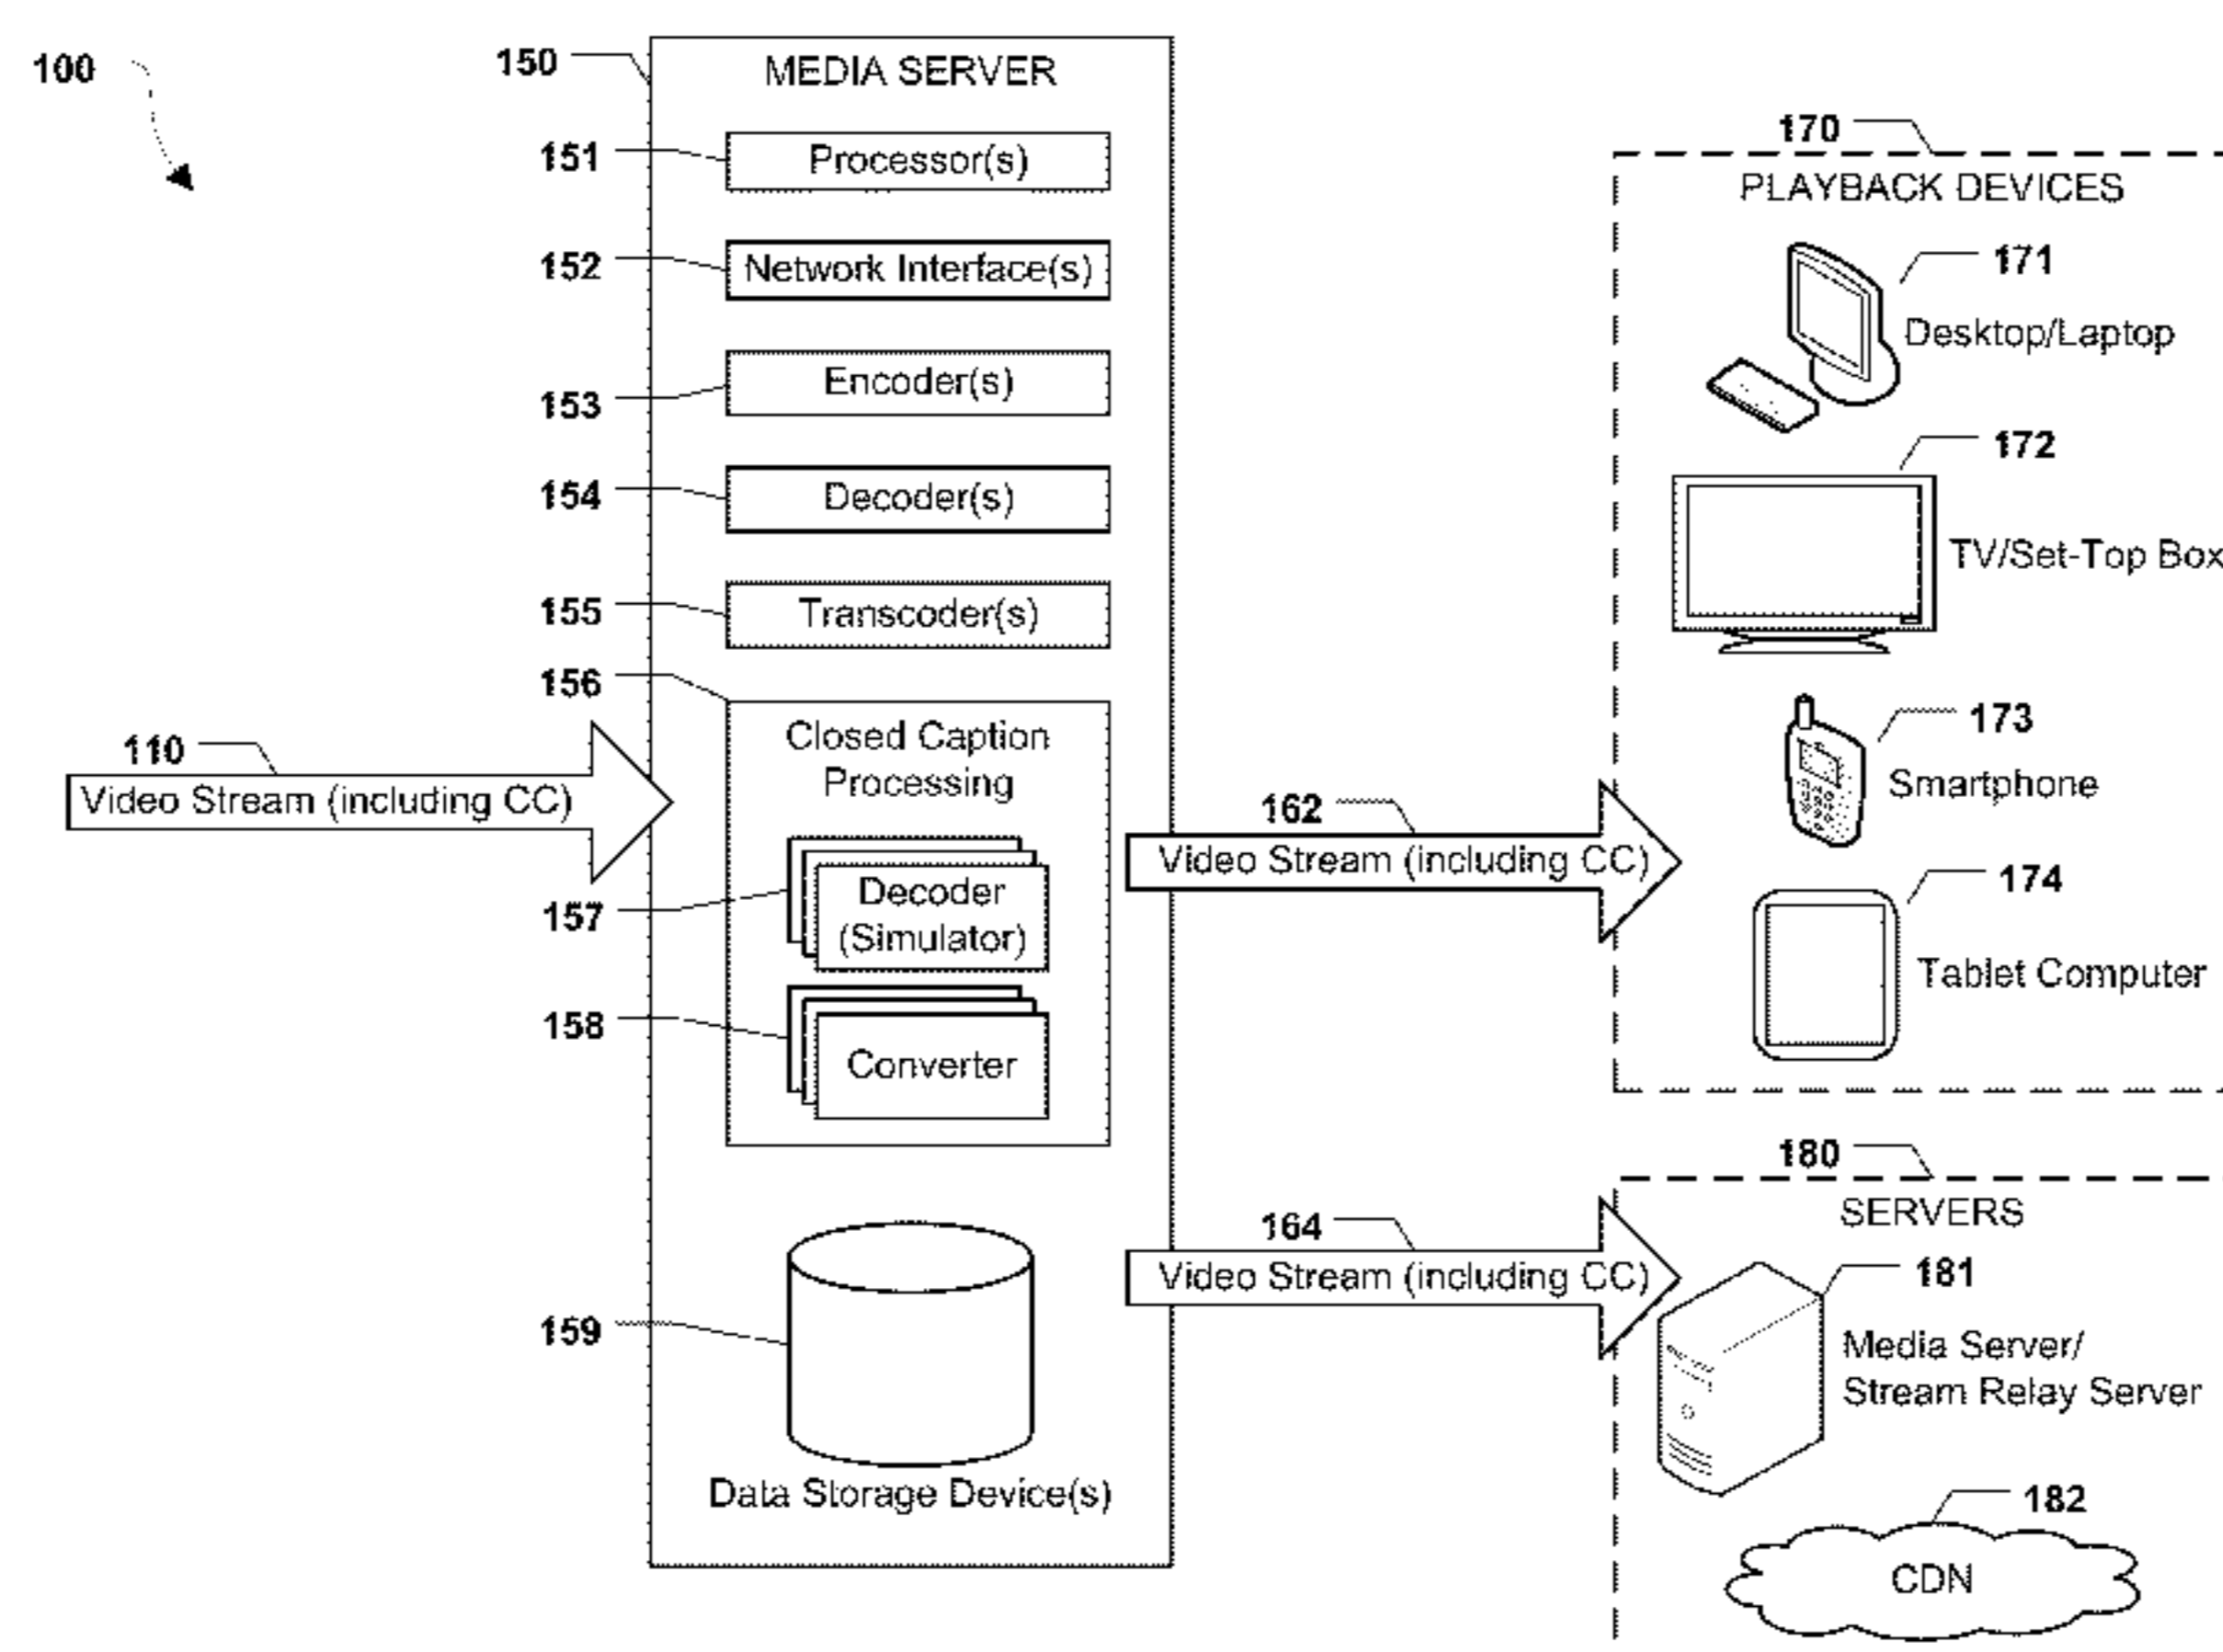 100
150
MEDIA SERVER
151
Processor(s)
152
Network Interface(s)
153
Encoder(s)
154
Decoder(s)
155
Transcoder(s)
156
Closed Caption
Processing
157
Decoder
(Simulator)
158
Converter
159
Data Storage Device(s)
110
Video Stream (including CC)
162
Video Stream (including CC)
164
Video Stream (including CC)
170
PLAYBACK DEVICES
171
Desktop/Laptop
172
TV/Set-Top Box
173
Smartphone
174
Tablet Computer
180
SERVERS
181
Media Server/
Stream Relay Server
182
CDN